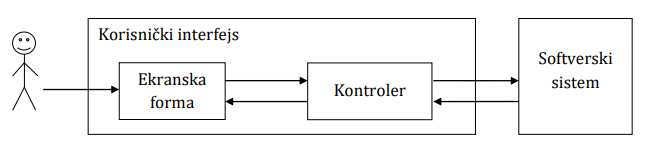 Korisnički interfejs
Ekranska
forma
Kontroler
Softverski
sistem